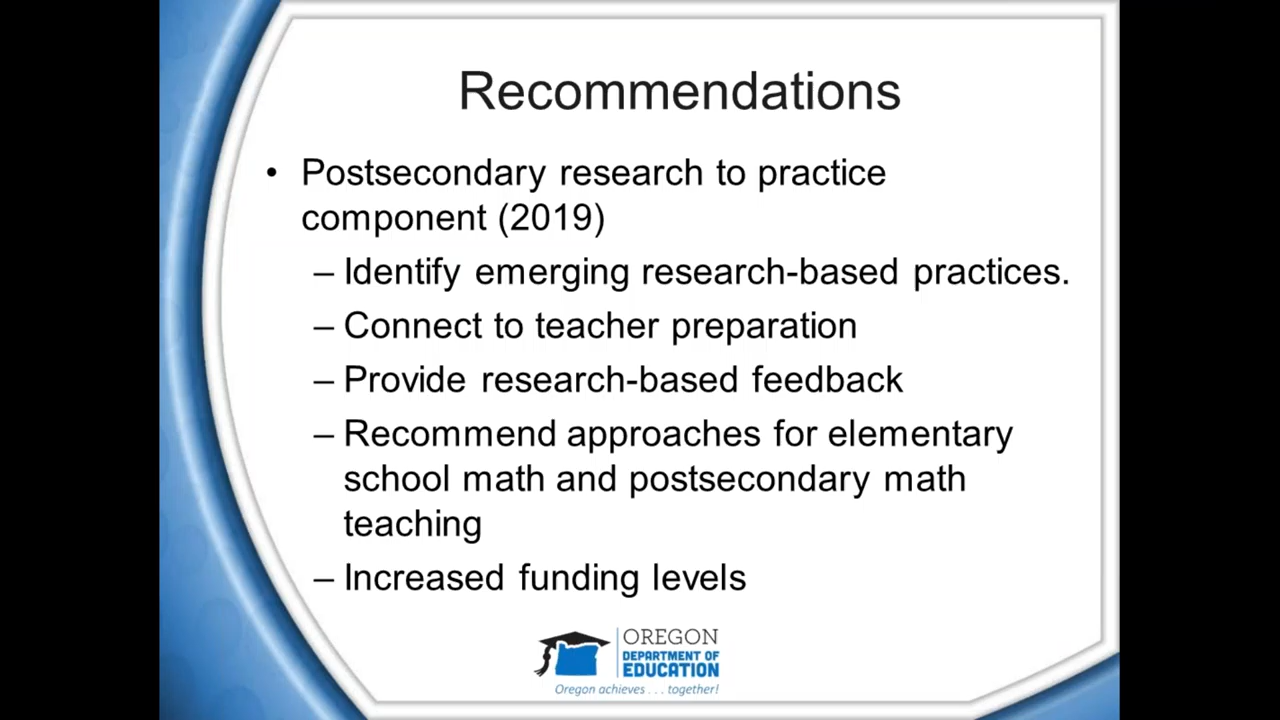 Recommendations
• Postsecondary research to practice
component (2019)
– Identify emerging research-based practices.
– Connect to teacher preparation
– Provide research-based feedback
– Recommend approaches for elementary
school math and postsecondary math
teaching
– Increased funding levels
OREGON
DEPARTMENT OF
EDUCATION
Oregon achieves . . . together!